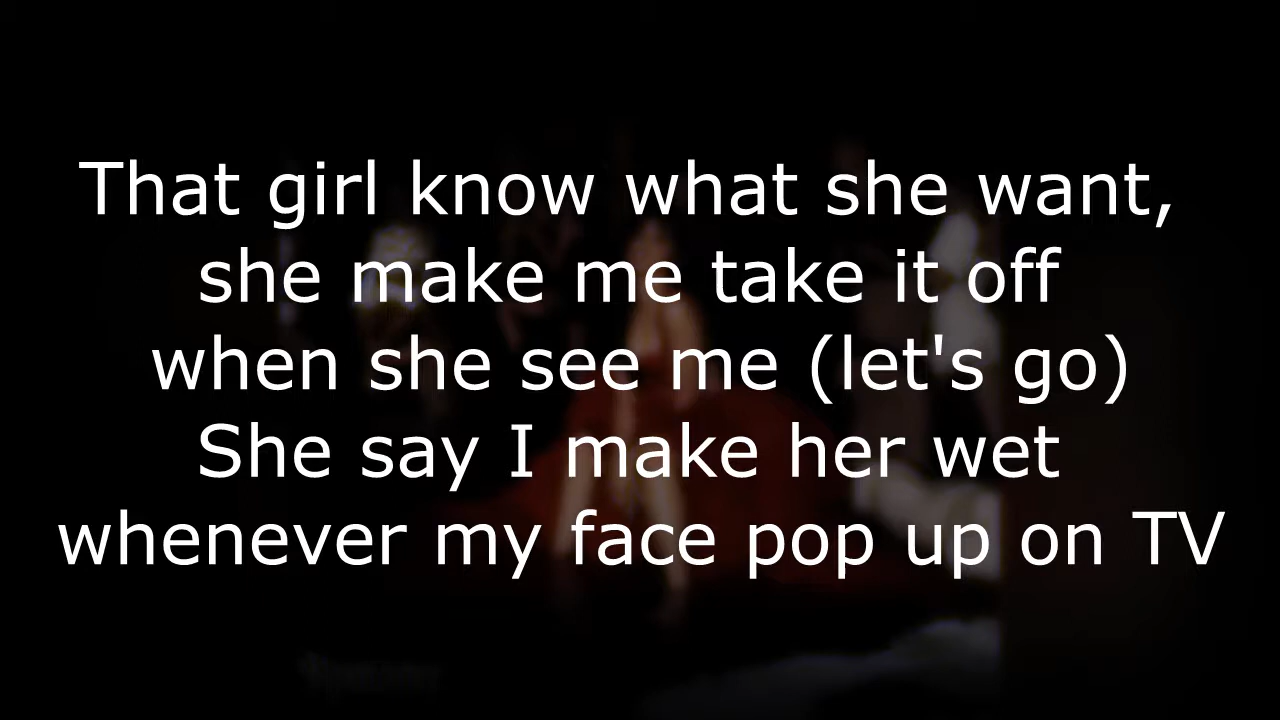 That girl know what she want,
she make me take it off
when she see me (let's go)
She say I make her wet
whenever my face pop up on TV